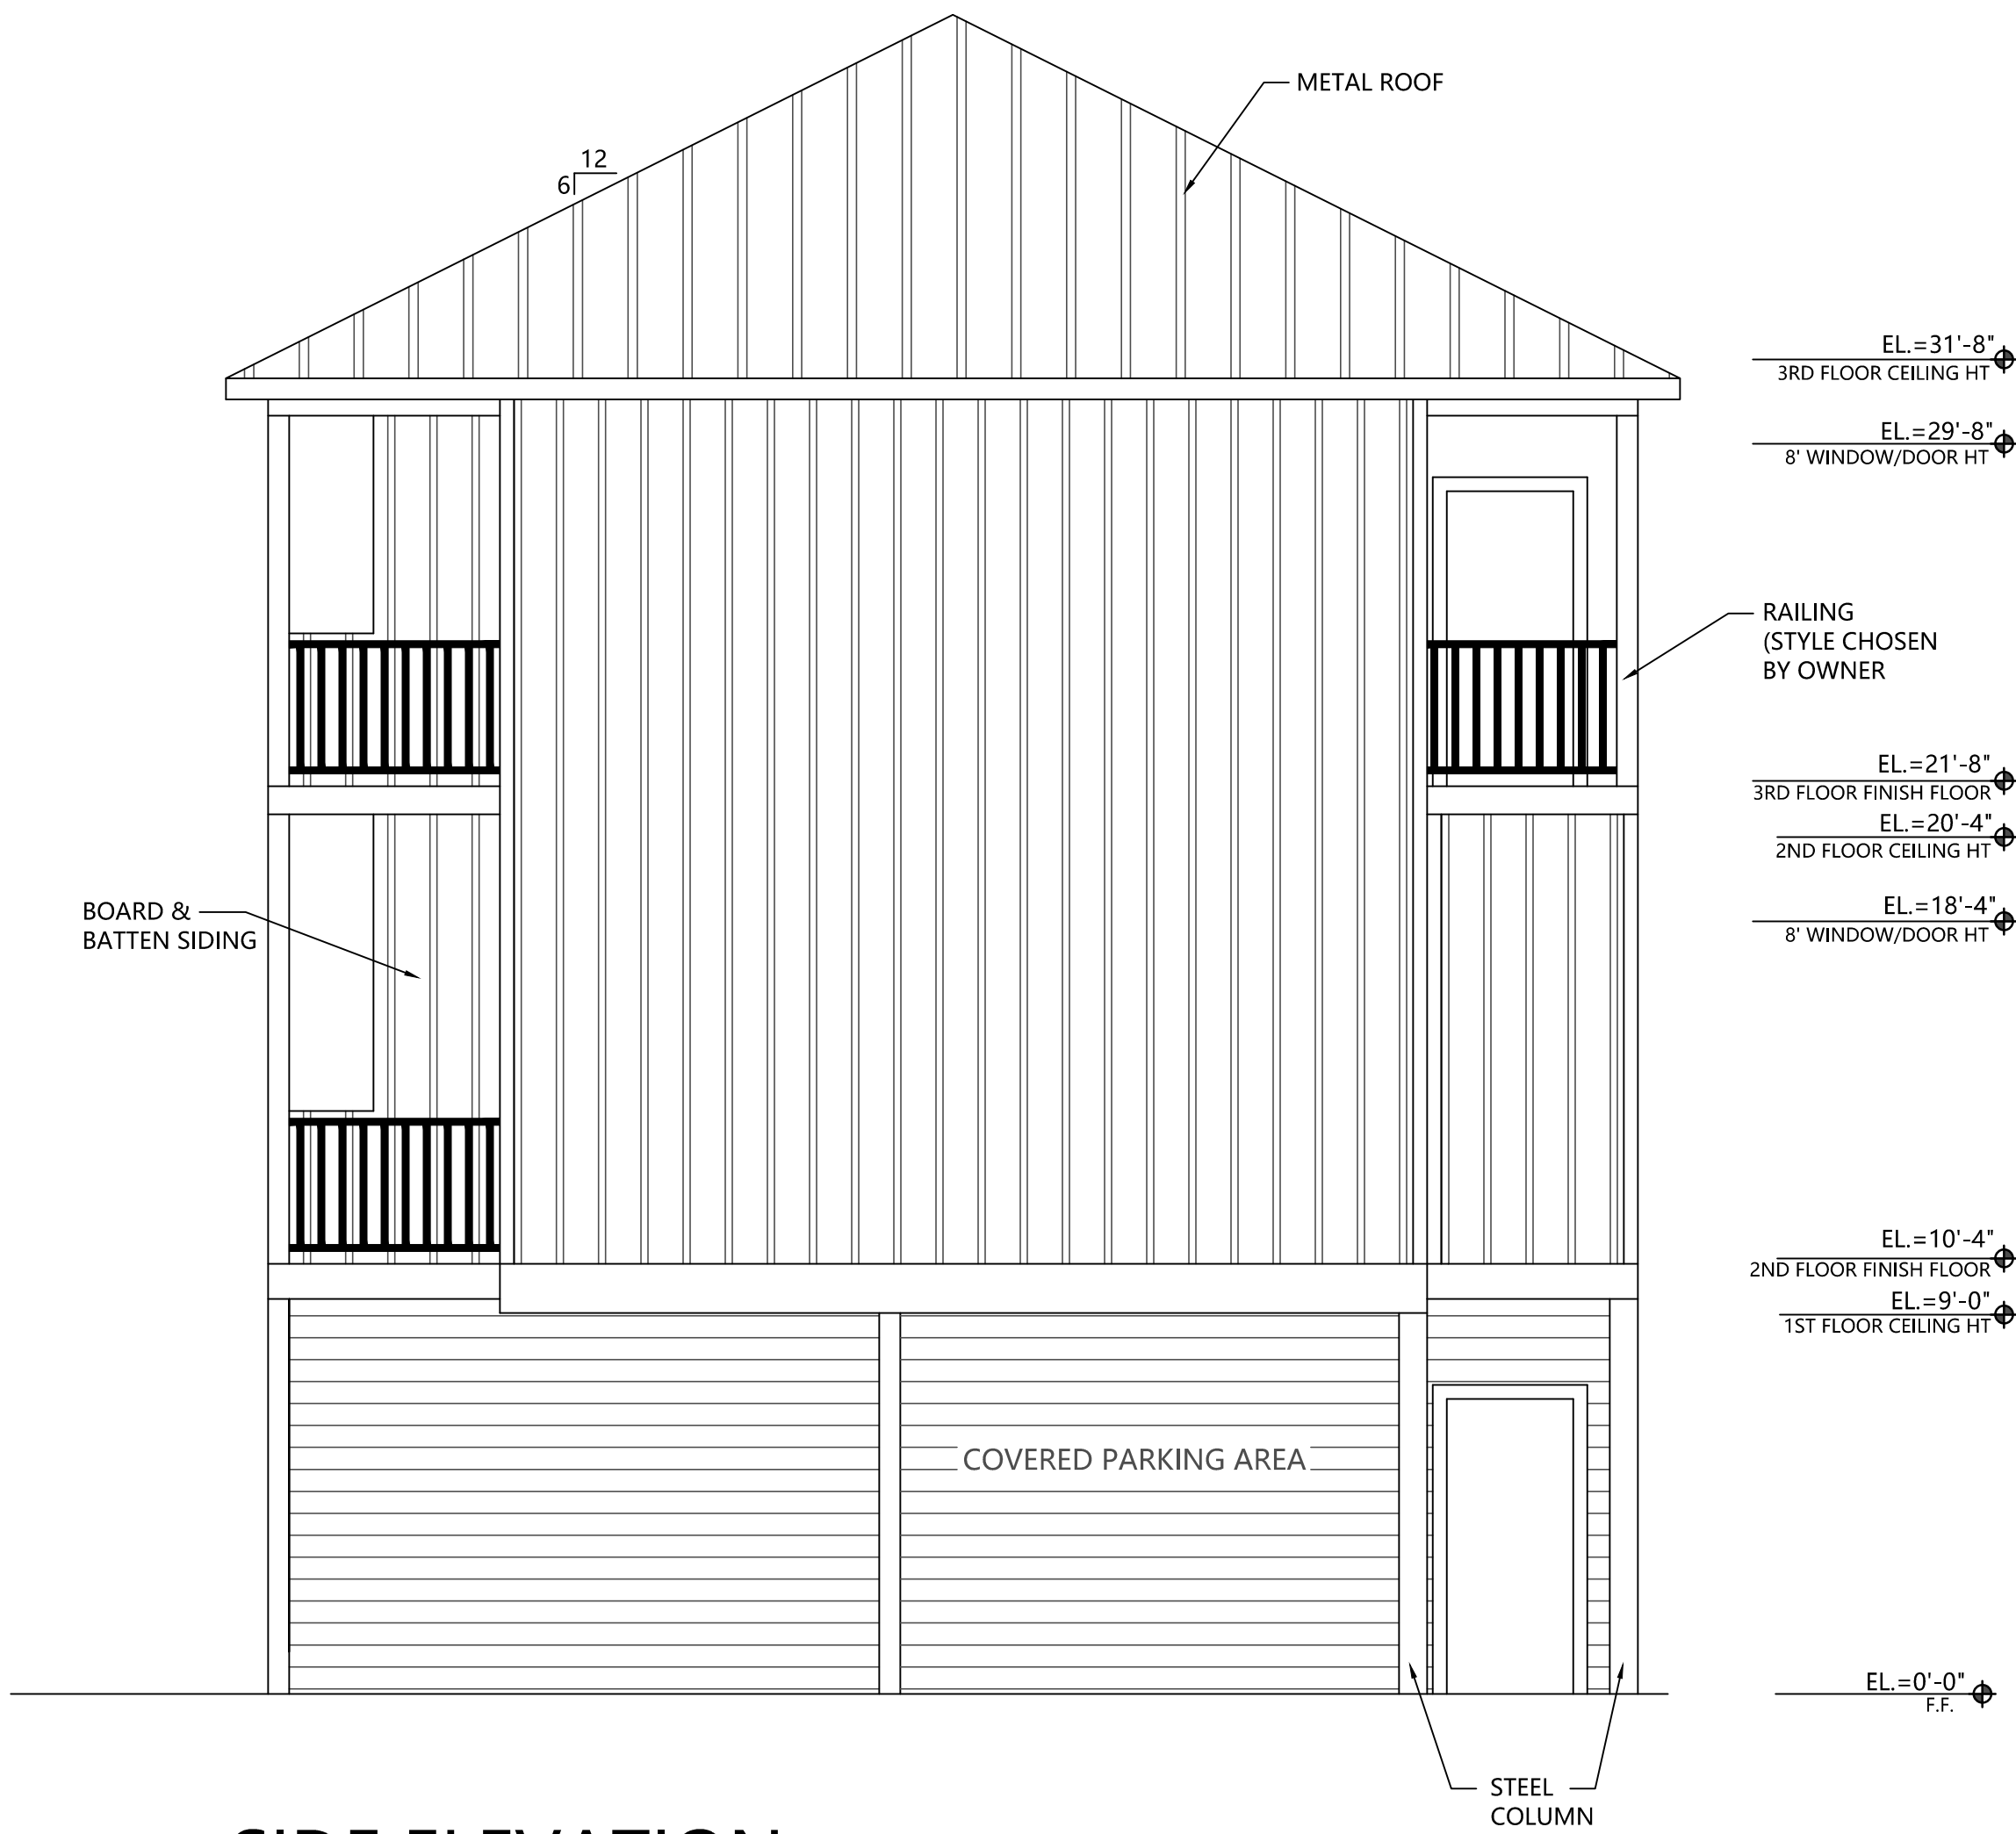 METAL ROOF
12
6
EL.=31'-8"
3RD FLOOR CEILING HT
EL.=29'-8"
8' WINDOW/DOOR HT
RAILING
(STYLE CHOSEN
BY OWNER
EL.=21'-8"
3RD FLOOR FINISH FLOOR
EL.=20'-4"
2ND FLOOR CEILING HT
BOARD &
BATTEN SIDING
EL.=18'-4"
8' WINDOW/DOOR HT
EL.=10'-4"
2ND FLOOR FINISH FLOOR
EL.=9'-0"
1ST FLOOR CEILING HT
COVERED PARKING AREA
EL.=0'-0"
F.F.
STEEL
COLUMN
SIDE ELEVATION